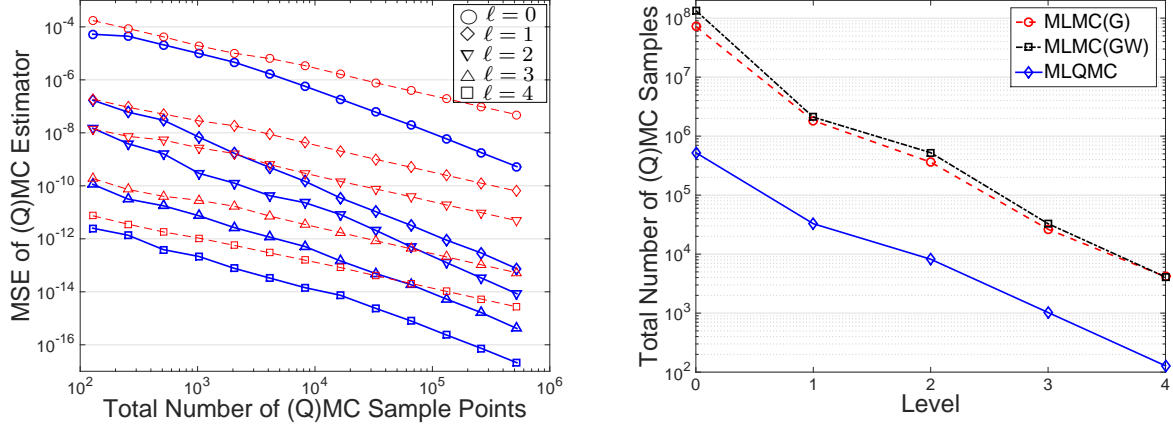 MSE of (Q)MC Estimator
10^-4
10^-6
10^-8
10^-10
10^-12
10^-14
10^-16
10^2
10^3
10^4
10^5
10^6
Total Number of (Q)MC Sample Points
ℓ = 0
ℓ = 1
ℓ = 2
ℓ = 3
ℓ = 4
Total Number of (Q)MC Samples
10^8
10^7
10^6
10^5
10^4
10^3
10^2
0
1
2
3
4
Level
MLMC(G)
MLMC(GW)
MLQMC